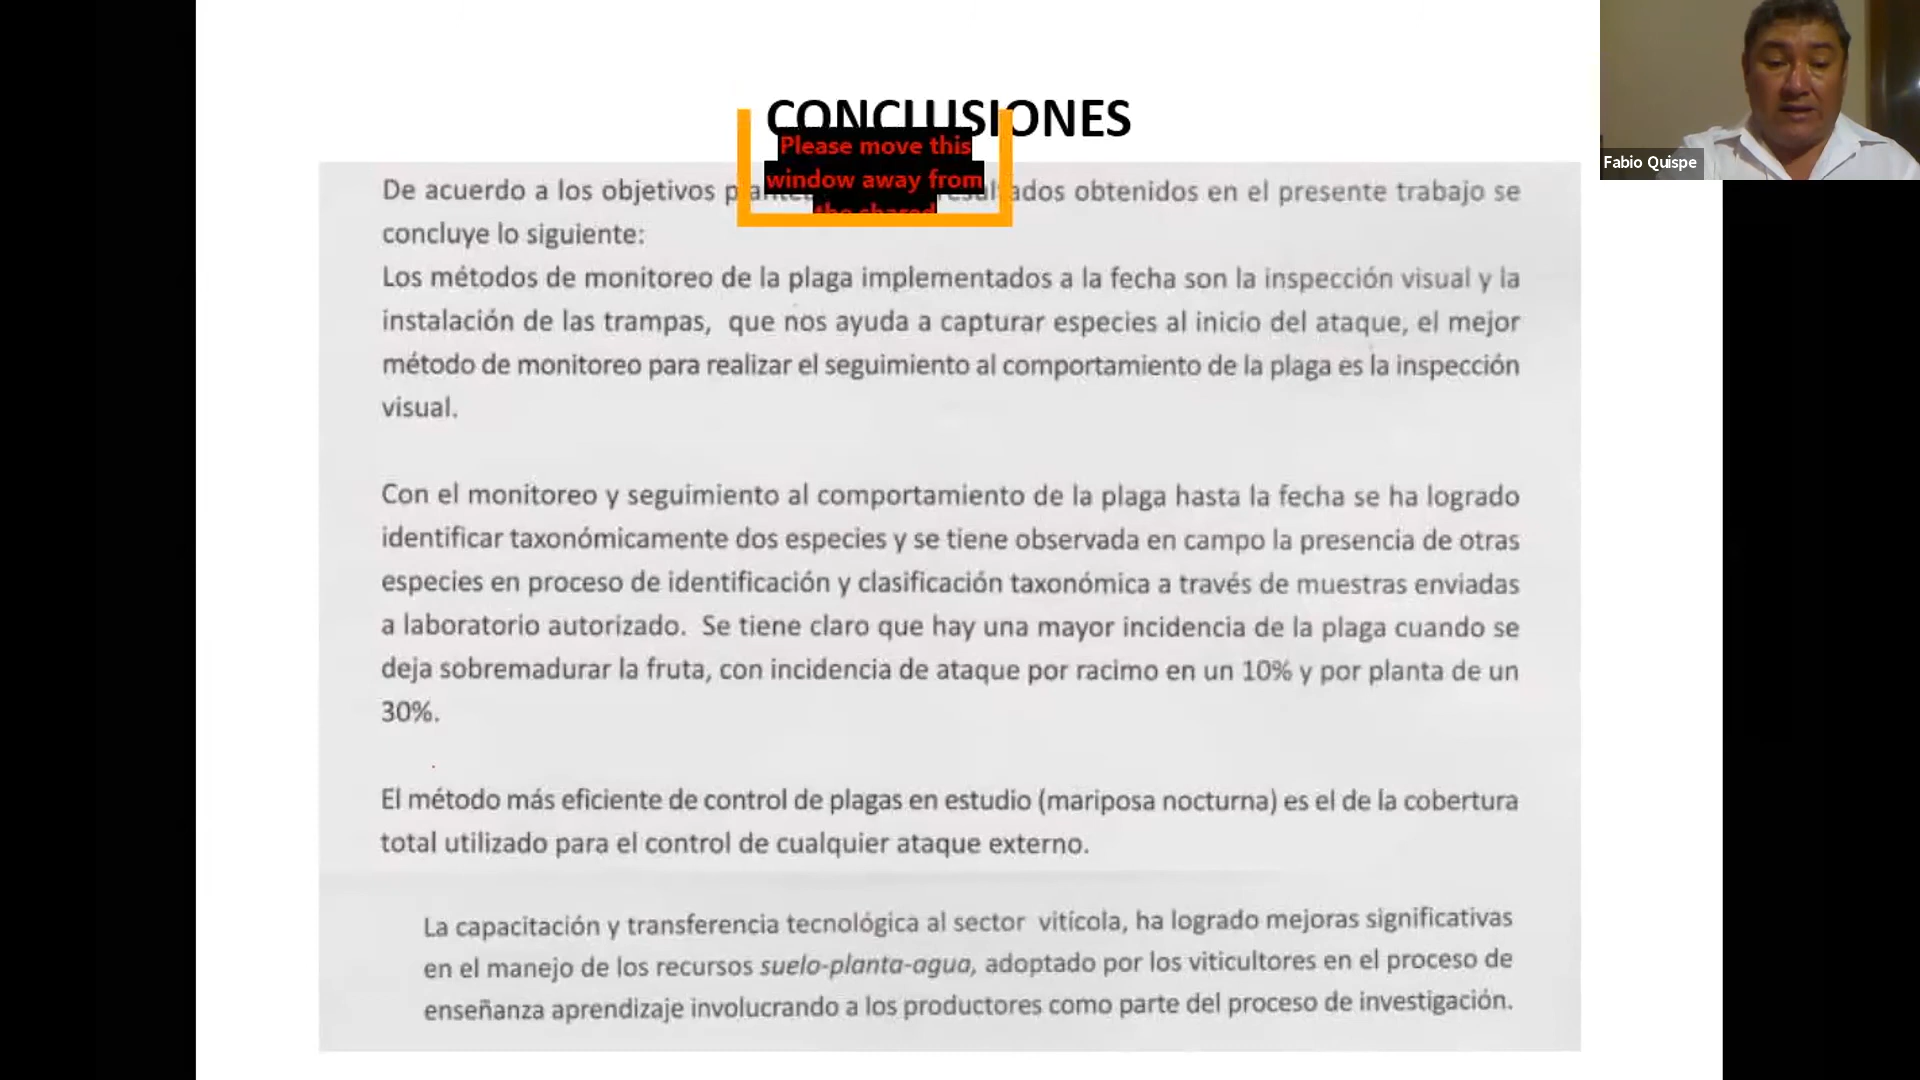 CONCLUSIONES
Please move this
window away from
the shared
Fabio Quispe
De acuerdo a los objetivos obtenidos en el presente trabajo se
concluye lo siguiente:
Los métodos de monitoreo de la plaga implementados a la fecha son la inspección visual y la
instalación de las trampas, que nos ayuda a capturar especies al inicio del ataque, el mejor
método de monitoreo para realizar el seguimiento al comportamiento de la plaga es la inspección
visual.
Con el monitoreo y seguimiento al comportamiento de la plaga hasta la fecha se ha logrado
identificar taxonómicamente dos especies y se tiene observada en campo la presencia de otras
especies en proceso de identificación y clasificación taxonómica a través de muestras enviadas
a laboratorio autorizado. Se tiene claro que hay una mayor incidencia de la plaga cuando se
deja sobremadurar la fruta, con incidencia de ataque por racimo en un 10% y por planta de un
30%.
El método más eficiente de control de plagas en estudio (mariposa nocturna) es el de la cobertura
total utilizado para el control de cualquier ataque externo.
La capacitación y transferencia tecnológica al sector vitícola, ha logrado mejoras significativas
en el manejo de los recursos suelo-planta-agua, adoptado por los viticultores en el proceso de
enseñanza aprendizaje involucrando a los productores como parte del proceso de investigación.